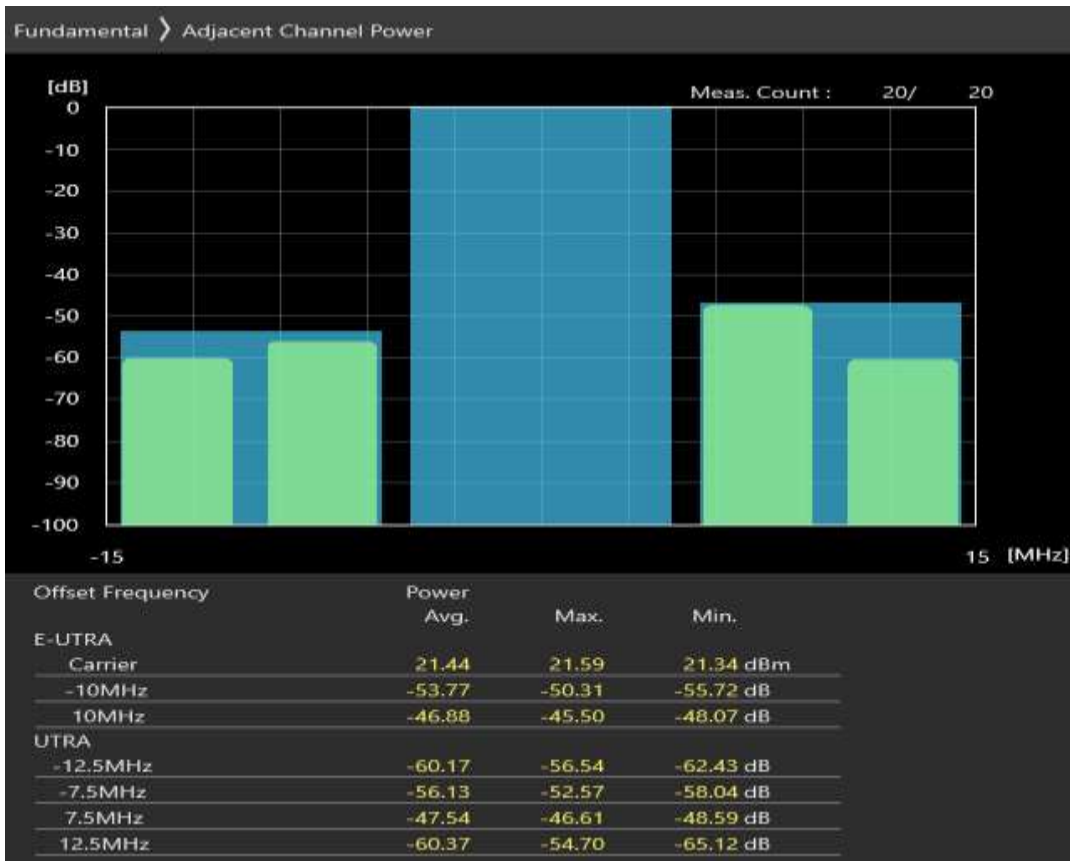 Fundamental ❭ Adjacent Channel Power
[dB]
Meas. Count : 20/ 20
0
-10
-20
-30
-40
-50
-60
-70
-80
-90
-100
-15 15 [MHz]
Offset Frequency Power
Avg. Max. Min.
E-UTRA
Carrier 21.44 21.59 21.34 dBm
-10MHz -53.77 -50.31 -55.72 dB
10MHz -46.88 -45.50 -48.07 dB
UTRA
-12.5MHz -60.17 -56.54 -62.43 dB
-7.5MHz -56.13 -52.57 -58.04 dB
7.5MHz -47.54 -46.61 -48.59 dB
12.5MHz -60.37 -54.70 -65.12 dB